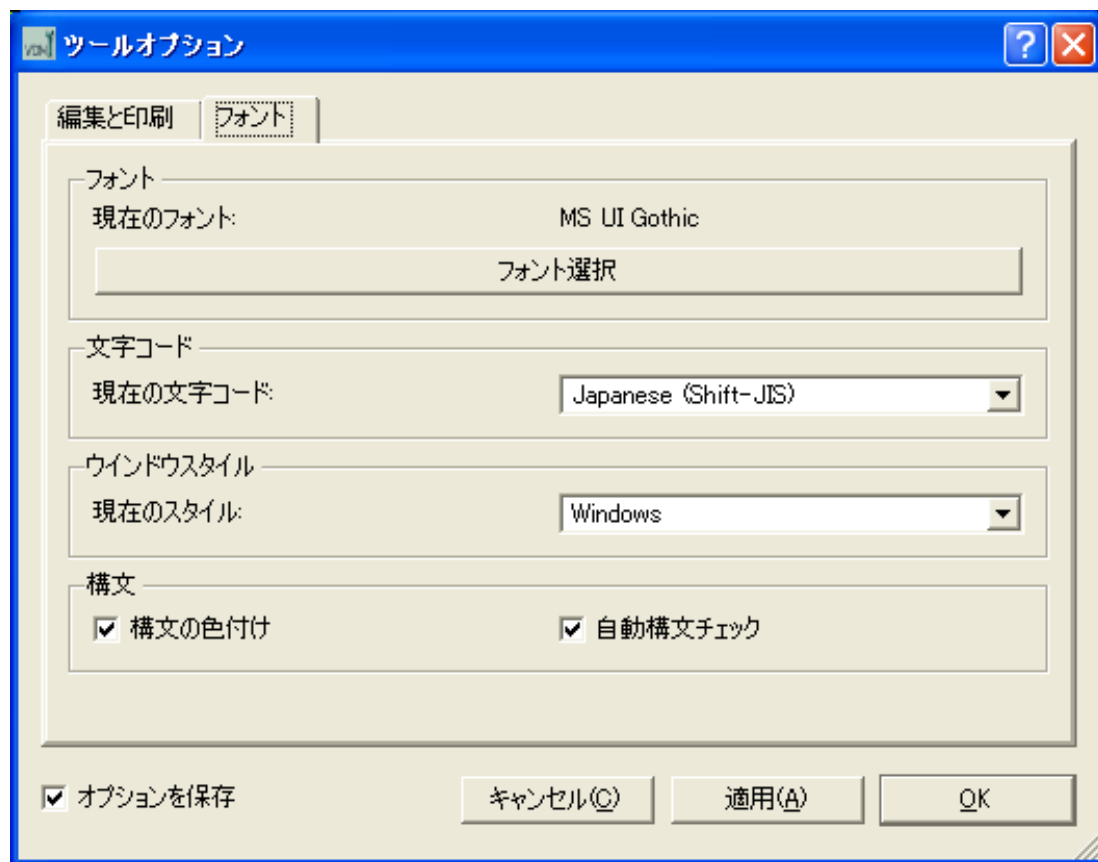 ツールオプション
編集と印刷 フォント
フォント
現在のフォント: MS UI Gothic
フォント選択
文字コード
現在の文字コード: Japanese (Shift-JIS)
ウインドウスタイル
現在のスタイル: Windows
構文
構文の色付け 自動構文チェック
オプションを保存 キャンセル(C) 適用(A) OK